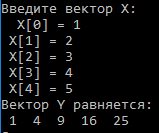 Введите вектор X:
X[0] = 1
X[1] = 2
X[2] = 3
X[3] = 4
X[4] = 5
Вектор Y равняется:
1 4 9 16 25